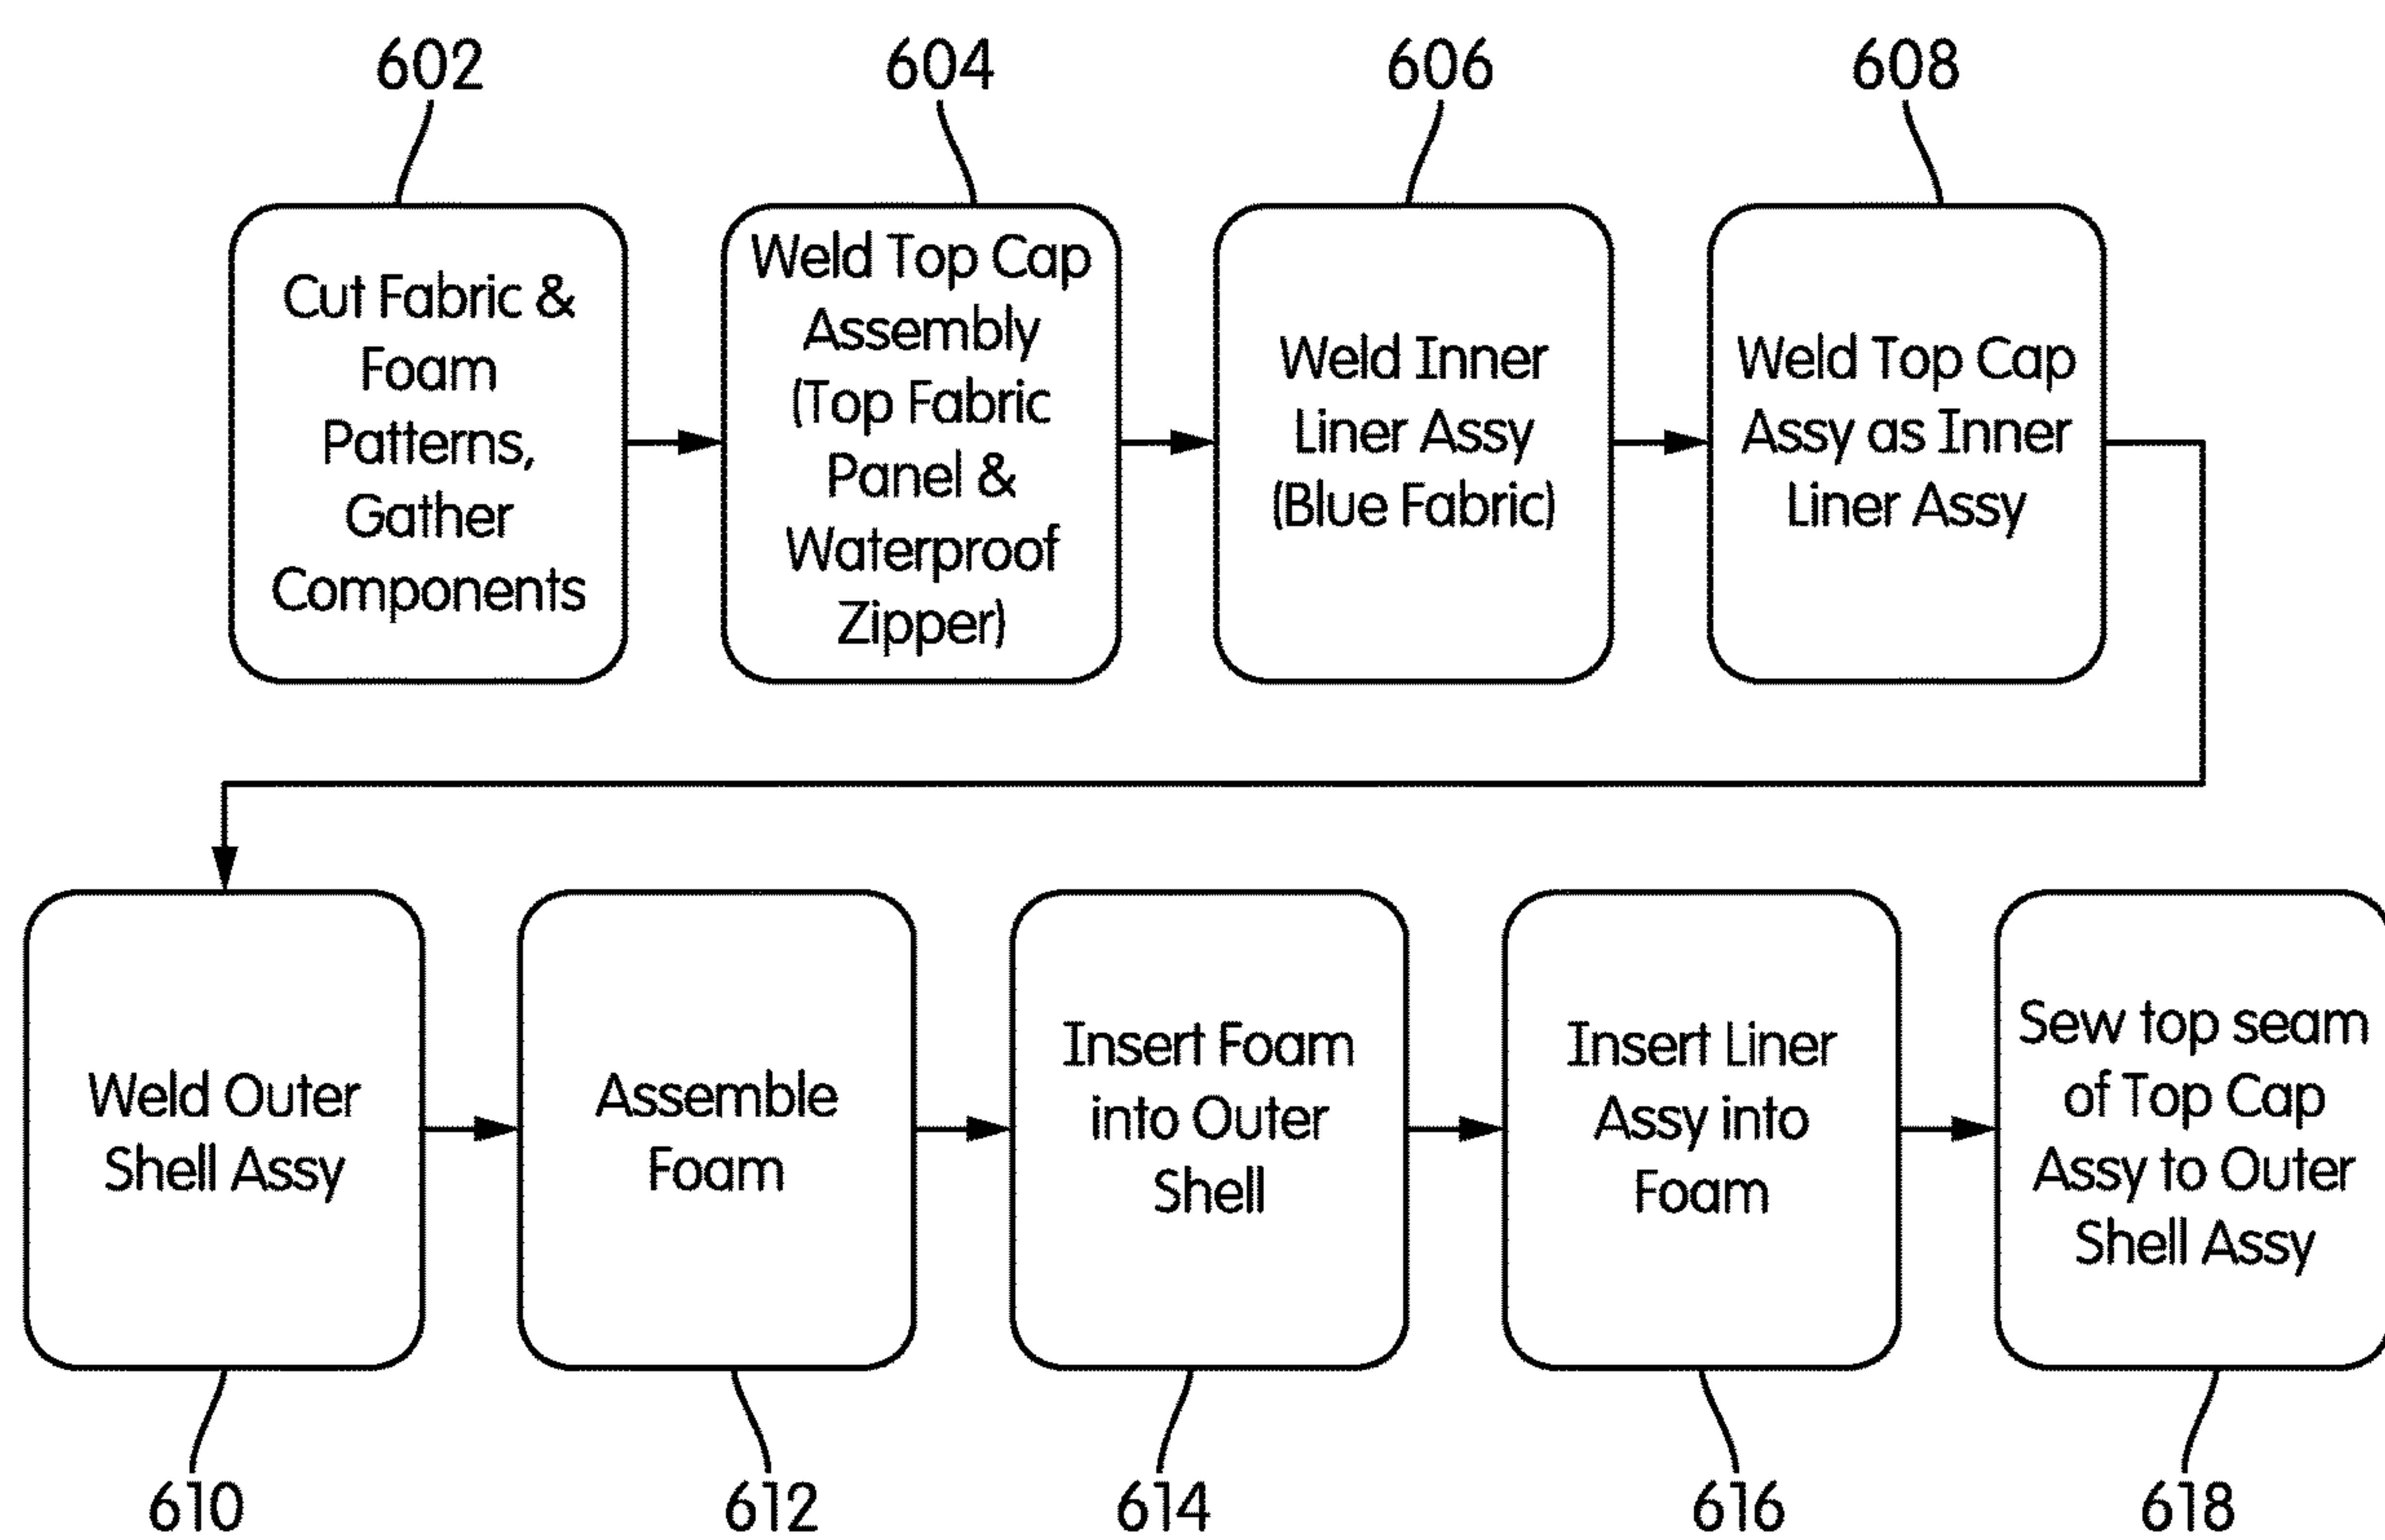 602
604
606
608
Cut Fabric &
Foam
Patterns,
Gather
Components
Weld Top Cap
Assembly
(Top Fabric
Panel &
Waterproof
Zipper)
Weld Inner
Liner Assy
(Blue Fabric)
Weld Top Cap
Assy as Inner
Liner Assy
Weld Outer
Shell Assy
Assemble
Foam
Insert Foam
into Outer
Shell
Insert Liner
Assy into
Foam
Sew top seam
of Top Cap
Assy to Outer
Shell Assy
610
612
614
616
618